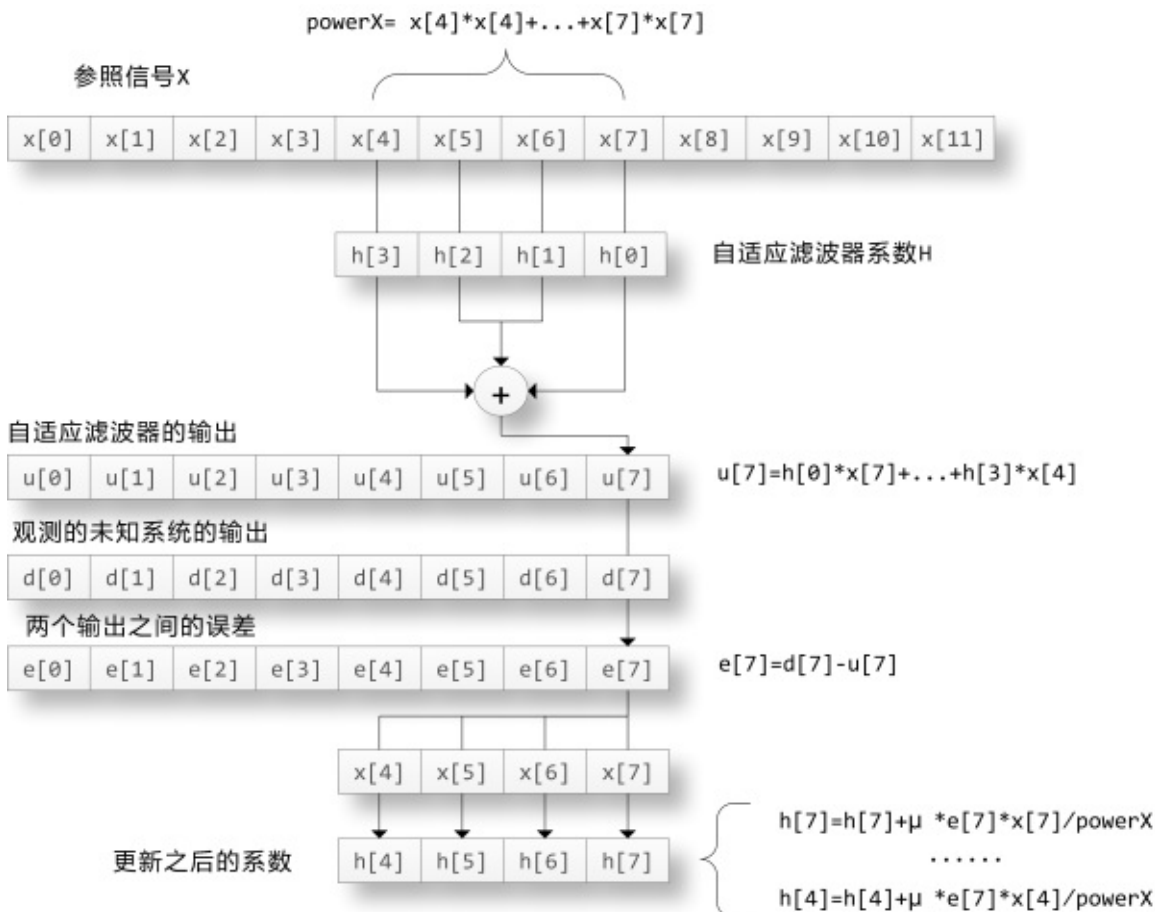 powerX= x[4]*x[4]+...+x[7]*x[7]
参照信号X
x[0] x[1] x[2] x[3] x[4] x[5] x[6] x[7] x[8] x[9] x[10] x[11]
h[3] h[2] h[1] h[0] 自适应滤波器系数H
+
自适应滤波器的输出
u[0] u[1] u[2] u[3] u[4] u[5] u[6] u[7] u[7]=h[0]*x[7]+...+h[3]*x[4]
观测的未知系统的输出
d[0] d[1] d[2] d[3] d[4] d[5] d[6] d[7]
两个输出之间的误差
e[0] e[1] e[2] e[3] e[4] e[5] e[6] e[7] e[7]=d[7]-u[7]
x[4] x[5] x[6] x[7]
更新之后的系数 h[4] h[5] h[6] h[7]
h[7]=h[7]+μ *e[7]*x[7]/powerX
......
h[4]=h[4]+μ *e[7]*x[4]/powerX